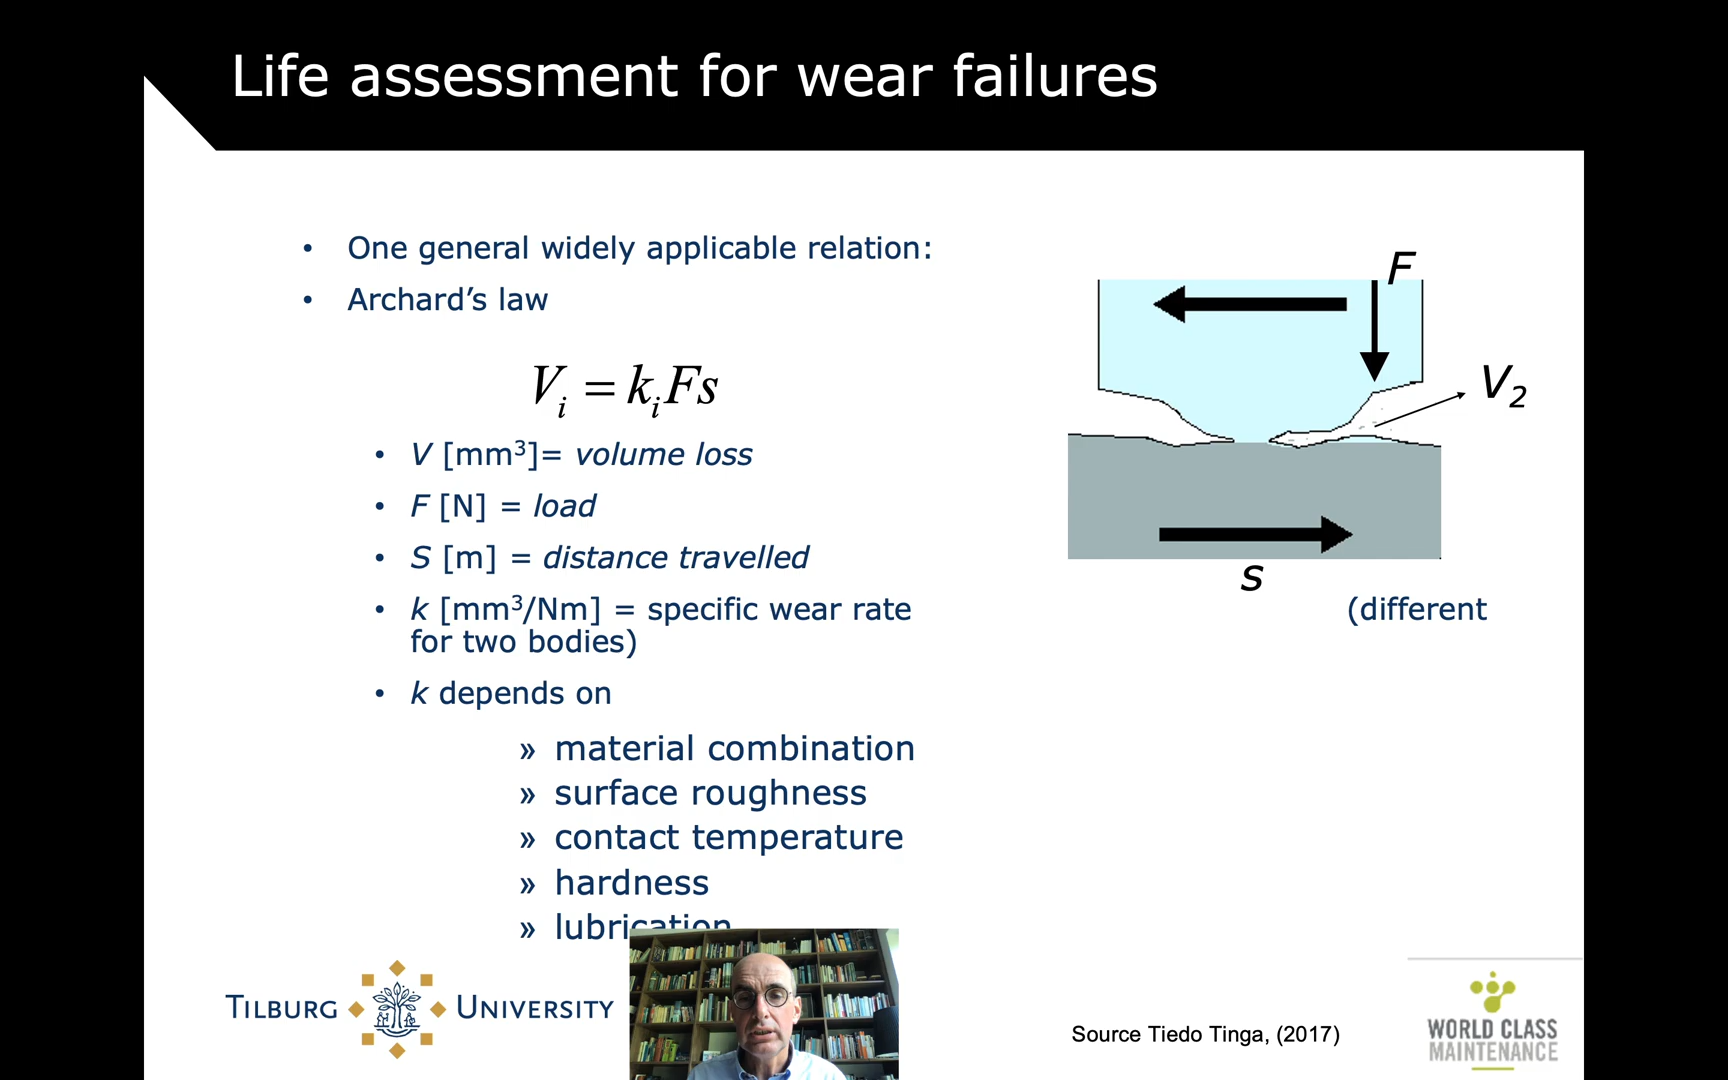 Life assessment for wear failures
• One general widely applicable relation:
• Archard's law
V_i = k_i Fs
• V [mm³]= volume loss
• F [N] = load
• S [m] = distance travelled
• k [mm³/Nm] = specific wear rate (different
for two bodies)
• k depends on
» material combination
» surface roughness
» contact temperature
» hardness
» lubrication
F
V₂
s
TILBURG UNIVERSITY
Source Tiedo Tinga, (2017)
WORLD CLASS
MAINTENANCE